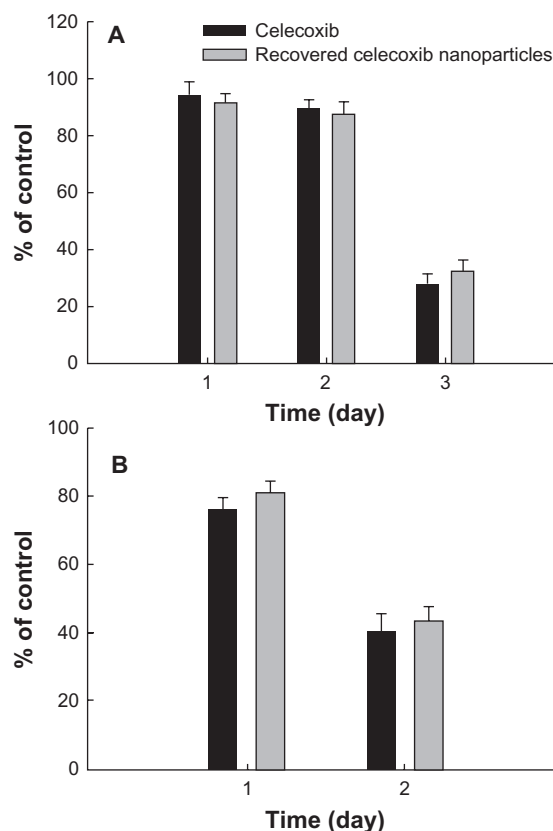 A
Celecoxib
Recovered celecoxib nanoparticles
120
100
80
60
40
20
0
% of control
1 2 3
Time (day)
B
100
80
60
40
20
0
% of control
1 2
Time (day)